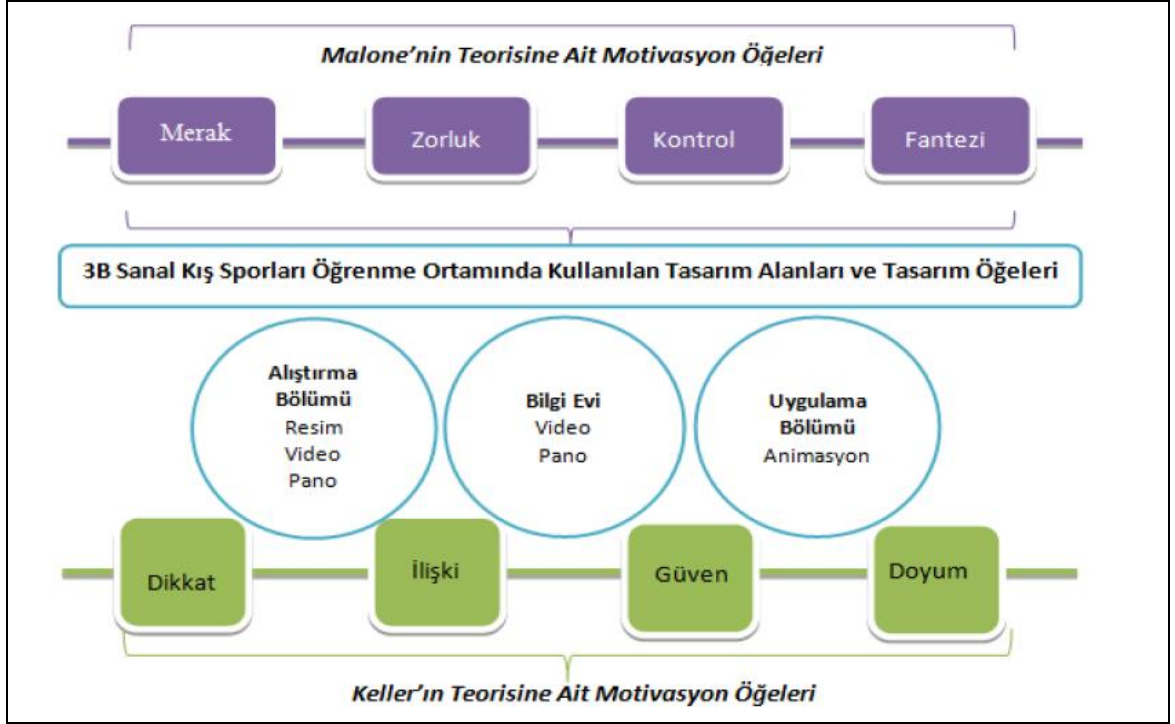 Malone’nin Teorisine Ait Motivasyon Öğeleri
Merak
Zorluk
Kontrol
Fantezi
3B Sanal Kış Sporları Öğrenme Ortamında Kullanılan Tasarım Alanları ve Tasarım Öğeleri
Alıştırma
Bölümü
Resim
Video
Pano
Bilgi Evi
Video
Pano
Uygulama
Bölümü
Animasyon
Dikkat
İlişki
Güven
Doyum
Keller’ın Teorisine Ait Motivasyon Öğeleri